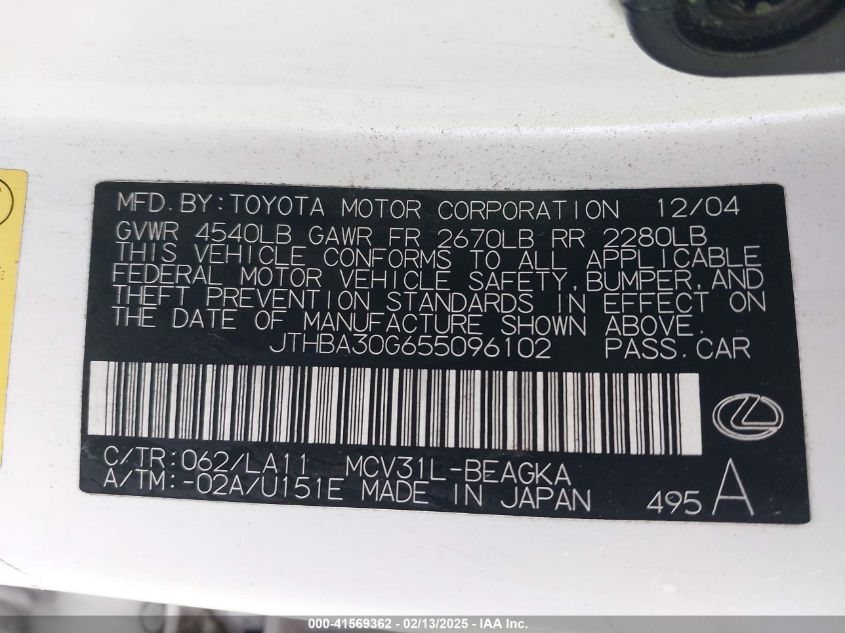 MFD. BY: TOYOTA MOTOR CORPORATION 12/04
GVWR 4540LB GAWR FR 2670LB RR 2280LB
THIS VEHICLE CONFORMS TO ALL APPLICABLE
FEDERAL MOTOR VEHICLE SAFETY, BUMPER, AND
THEFT PREVENTION STANDARDS IN EFFECT ON
THE DATE OF MANUFACTURE SHOWN ABOVE.
JTHBA30G655096102 PASS. CAR
C/TR: 062/LA11 MCV31L-BEAGKA
A/TM: -02A/U151E MADE IN JAPAN 495 A
000-41569362 - 02/13/2025 - IAA Inc.